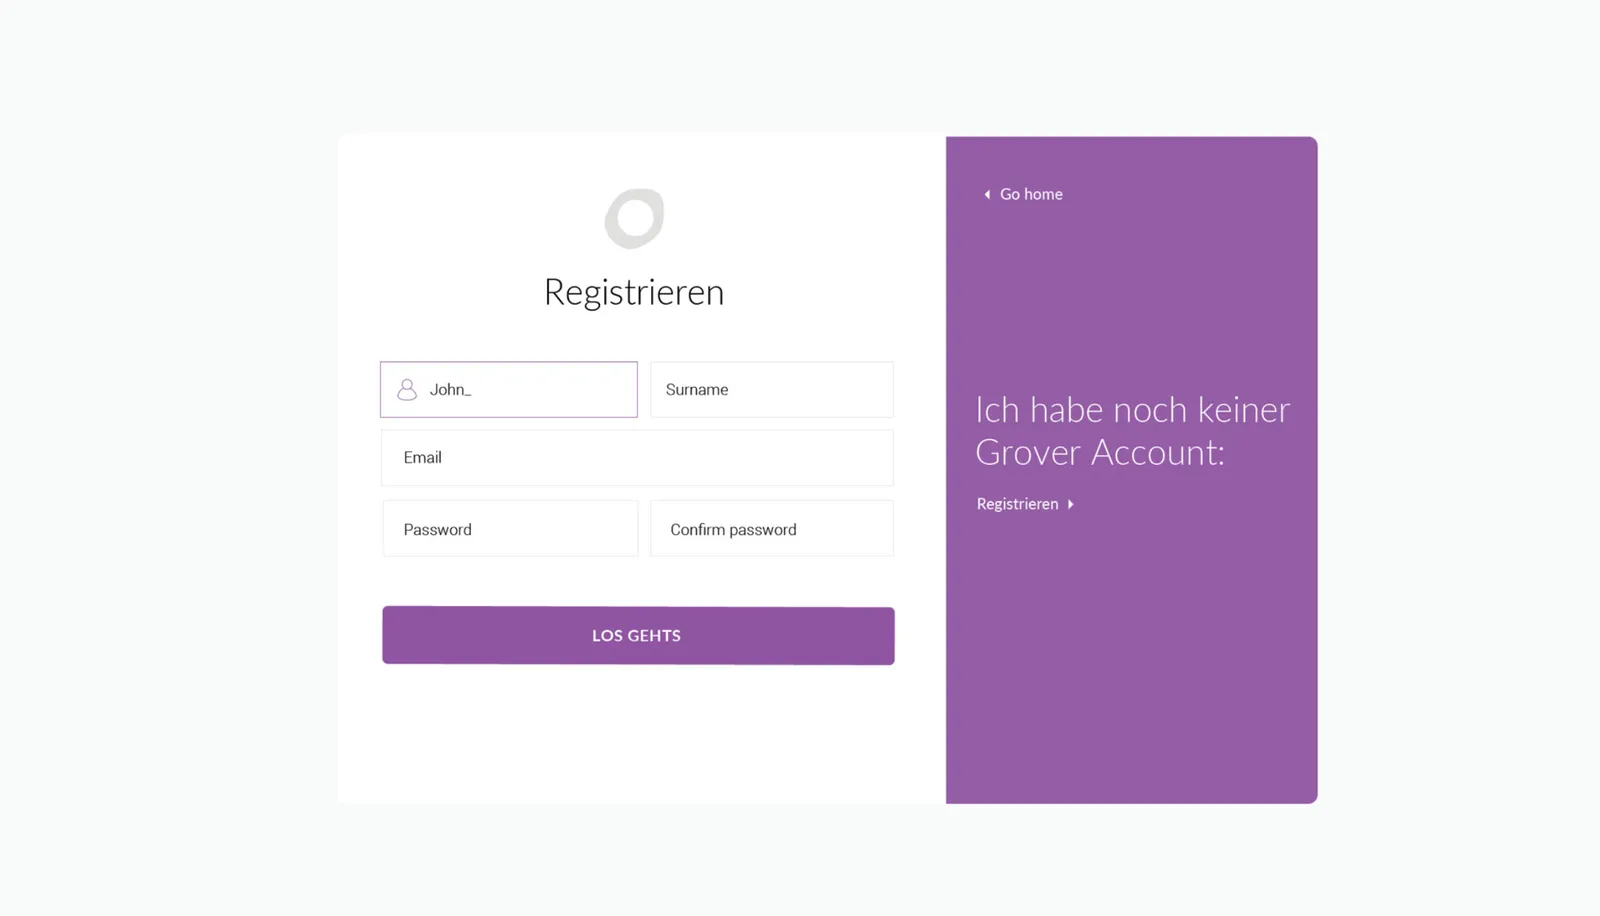 Registrieren
John_
Surname
Email
Password
Confirm password
LOS GEHTS
Go home
Ich habe noch keiner
Grover Account:
Registrieren